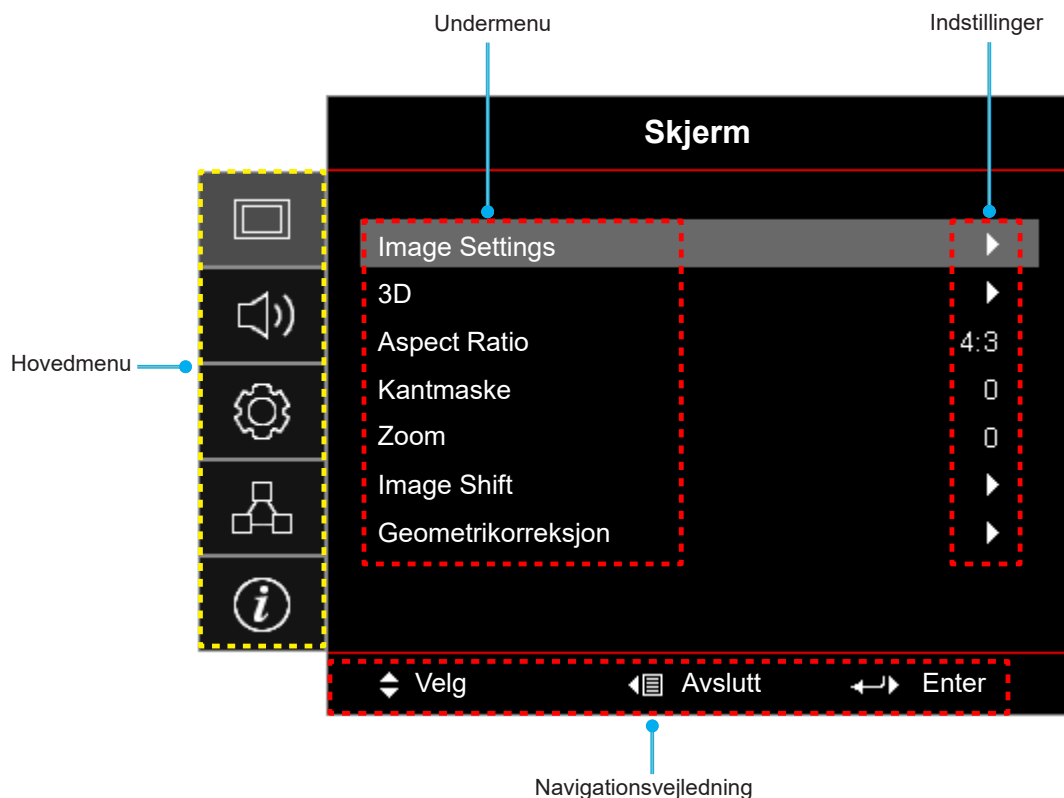 Undermenu
Indstillinger
Skjerm
Image Settings
3D
Aspect Ratio 4:3
Kantmaske 0
Zoom 0
Image Shift
Geometrikorreksjon
Hovedmenu
i
Velg Avslutt Enter
Navigationsvejledning